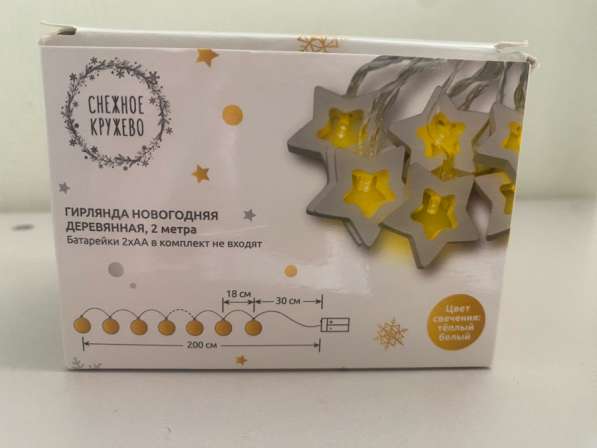 СНЕЖНОЕ
КРУЖЕВО
ГИРЛЯНДА НОВОГОДНЯЯ
ДЕРЕВЯННАЯ, 2 метра
Батарейки 2хАА в комплект не входят
18 см
30 см
200 см
Цвет
свечения:
тёплый
белый